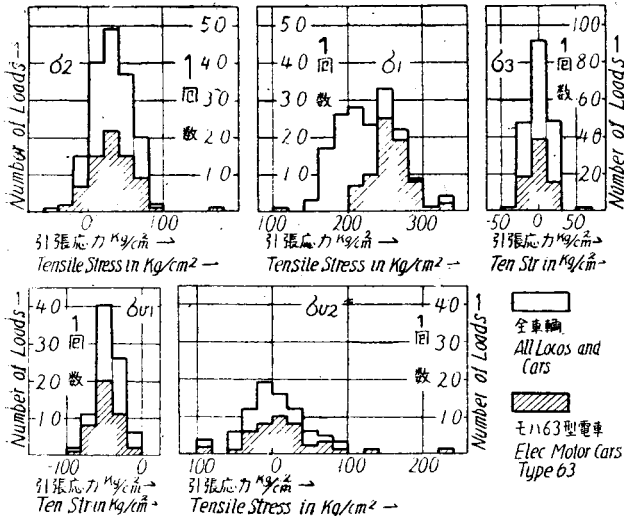 Number of Loads→
σ2
1
回
数
50
40
30
20
10
0
100
引張応力 Kg/cm² →
Tensile Stress in Kg/cm² →
σ1
1
回
数
50
40
30
20
10
100
200
300
引張応力 Kg/cm² →
Tensile Stress in Kg/cm² →
σ3
1
回
数
100
80
60
40
20
-50
0
50
引張応力 Kg/cm² →
Ten Str in Kg/cm² →
Number of Loads →
Number of Loads →
σu1
1
回
数
40
30
20
10
-100
0
引張応力 Kg/cm² →
Ten Str in Kg/cm² →
σu2
1
回
数
40
30
20
10
-100
0
100
200
引張応力 Kg/cm² →
Tensile Stress in Kg/cm² →
Number of Loads →
全車輛
All Locos and
Cars
モハ63型電車
Elec Motor Cars
Type 63